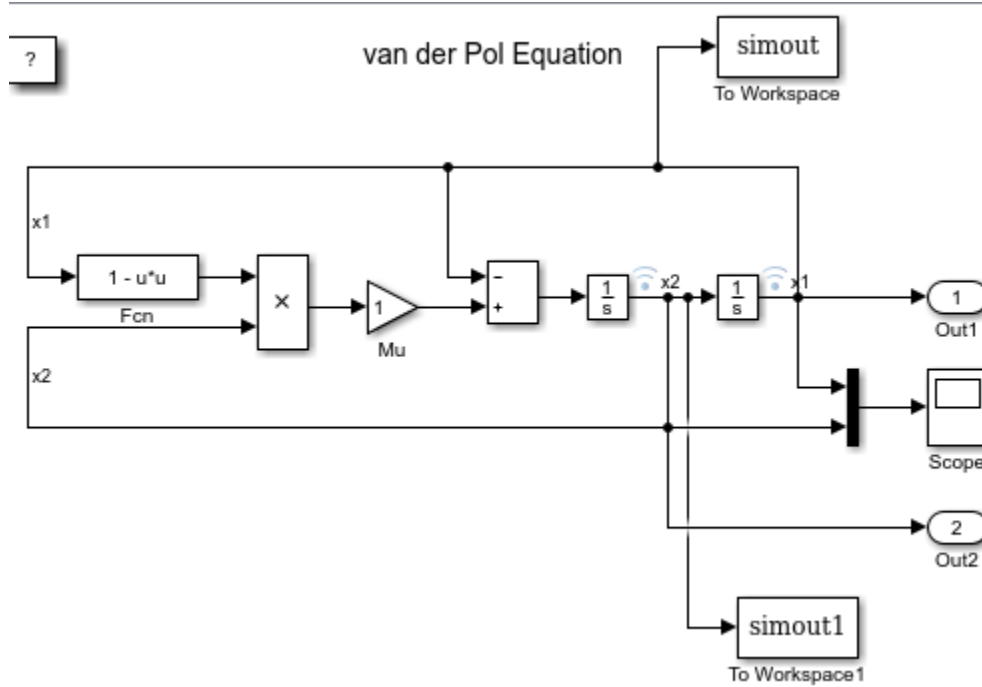 ?
van der Pol Equation
simout
To Workspace
x1
1 - u*u
Fcn
×
1
Mu
−
+
1
s
x2
1
s
x1
1
Out1
x2
Scope
2
Out2
simout1
To Workspace1